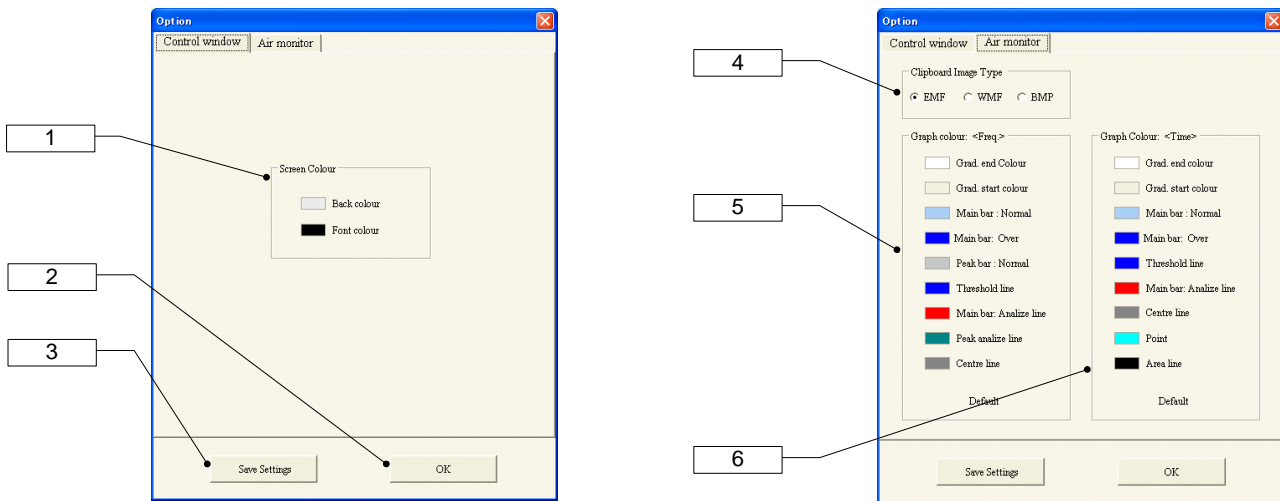 Option
Control window
Air monitor
1
Screen Colour
Back colour
Font colour
2
3
Save Settings
OK
Option
Control window
Air monitor
4
Clipboard Image Type
EMF
WMF
BMP
5
Graph colour: <Freq.>
Grad. end Colour
Grad. start colour
Main bar : Normal
Main bar: Over
Peak bar : Normal
Threshold line
Main bar: Analize line
Peak analize line
Centre line
Default
Graph Colour: <Time>
Grad. end colour
Grad. start colour
Main bar : Normal
Main bar: Over
Threshold line
Main bar: Analize line
Centre line
Point
Area line
Default
6
Save Settings
OK